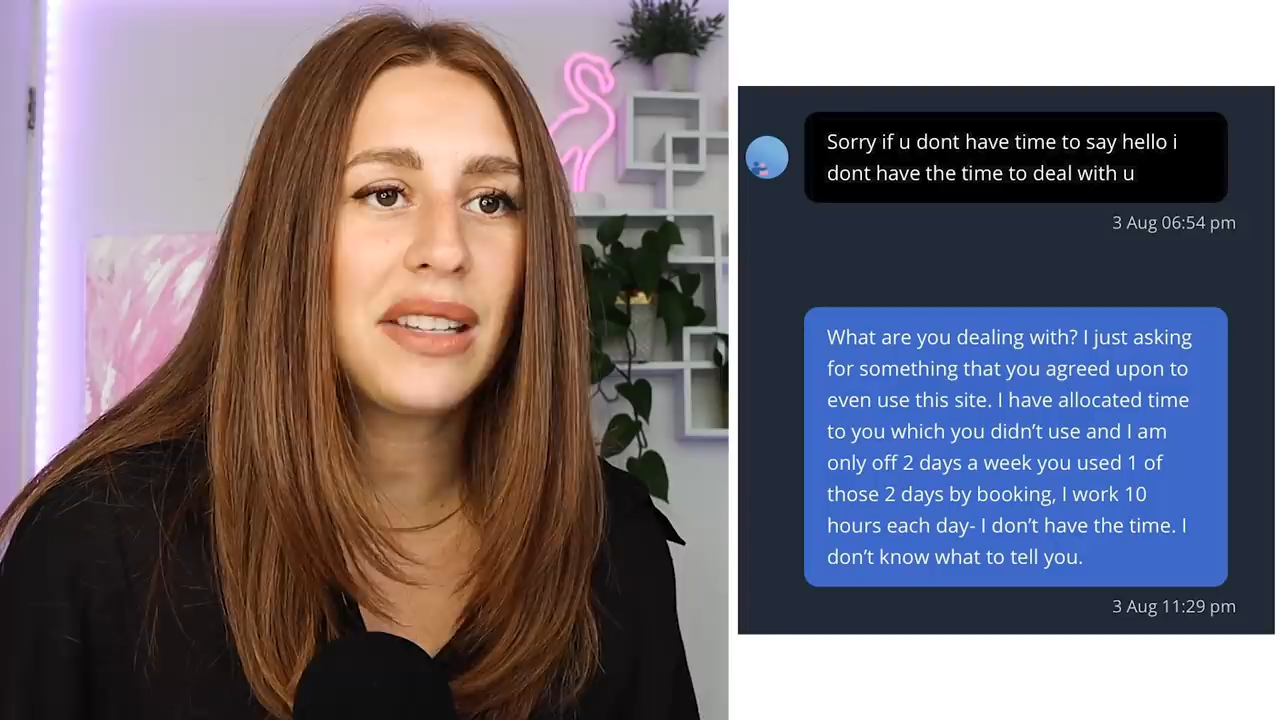 Sorry if u dont have time to say hello i
dont have the time to deal with u
3 Aug 06:54 pm
What are you dealing with? I just asking
for something that you agreed upon to
even use this site. I have allocated time
to you which you didn’t use and I am
only off 2 days a week you used 1 of
those 2 days by booking, I work 10
hours each day- I don’t have the time. I
don’t know what to tell you.
3 Aug 11:29 pm